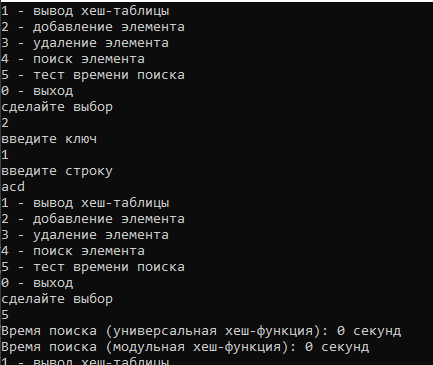 1 - вывод хеш-таблицы
2 - добавление элемента
3 - удаление элемента
4 - поиск элемента
5 - тест времени поиска
0 - выход
сделайте выбор
2
введите ключ
1
введите строку
acd
1 - вывод хеш-таблицы
2 - добавление элемента
3 - удаление элемента
4 - поиск элемента
5 - тест времени поиска
0 - выход
сделайте выбор
5
Время поиска (универсальная хеш-функция): 0 секунд
Время поиска (модульная хеш-функция): 0 секунд
1 - вывод хеш-таблицы